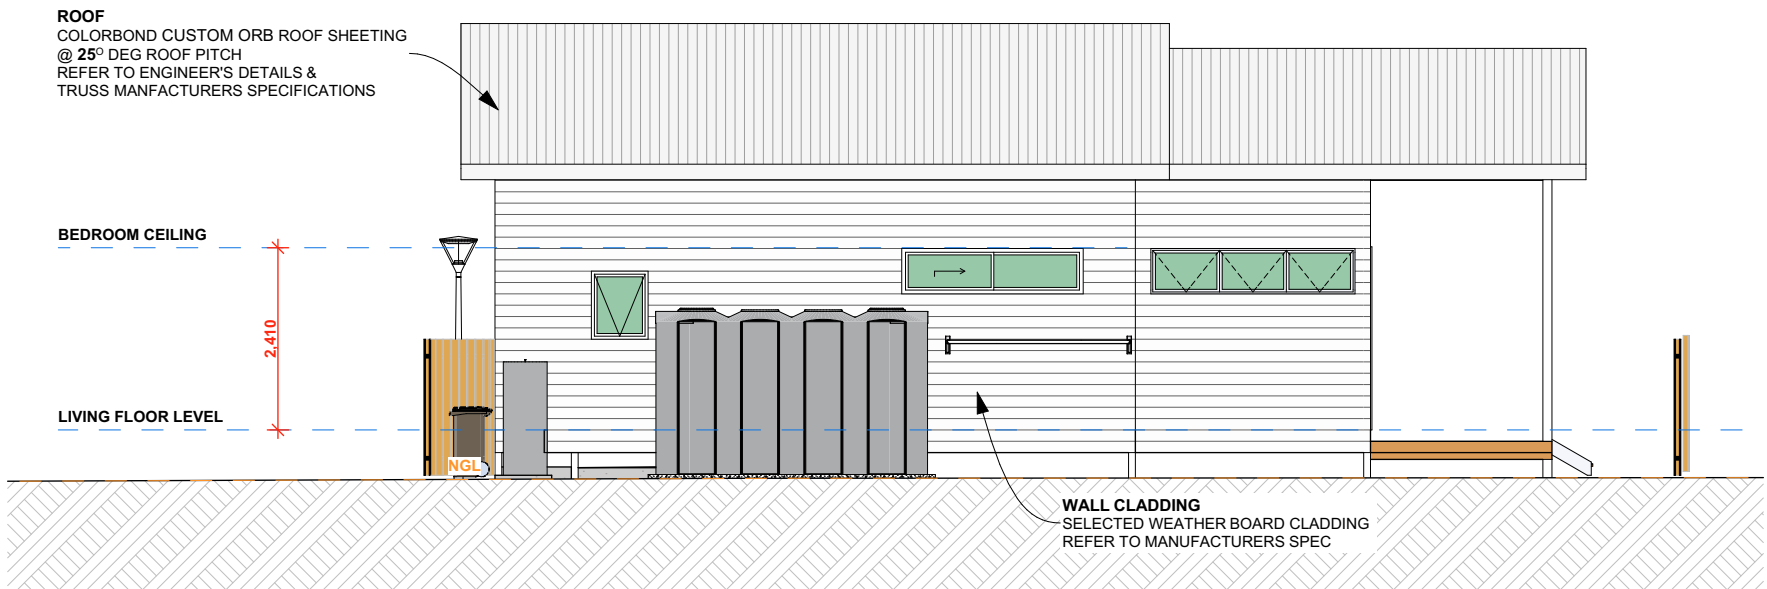 ROOF
COLORBOND CUSTOM ORB ROOF SHEETING
@ 25° DEG ROOF PITCH
REFER TO ENGINEER'S DETAILS &
TRUSS MANFACTURERS SPECIFICATIONS
BEDROOM CEILING
2,410
LIVING FLOOR LEVEL
NGL
WALL CLADDING
SELECTED WEATHER BOARD CLADDING
REFER TO MANUFACTURERS SPEC